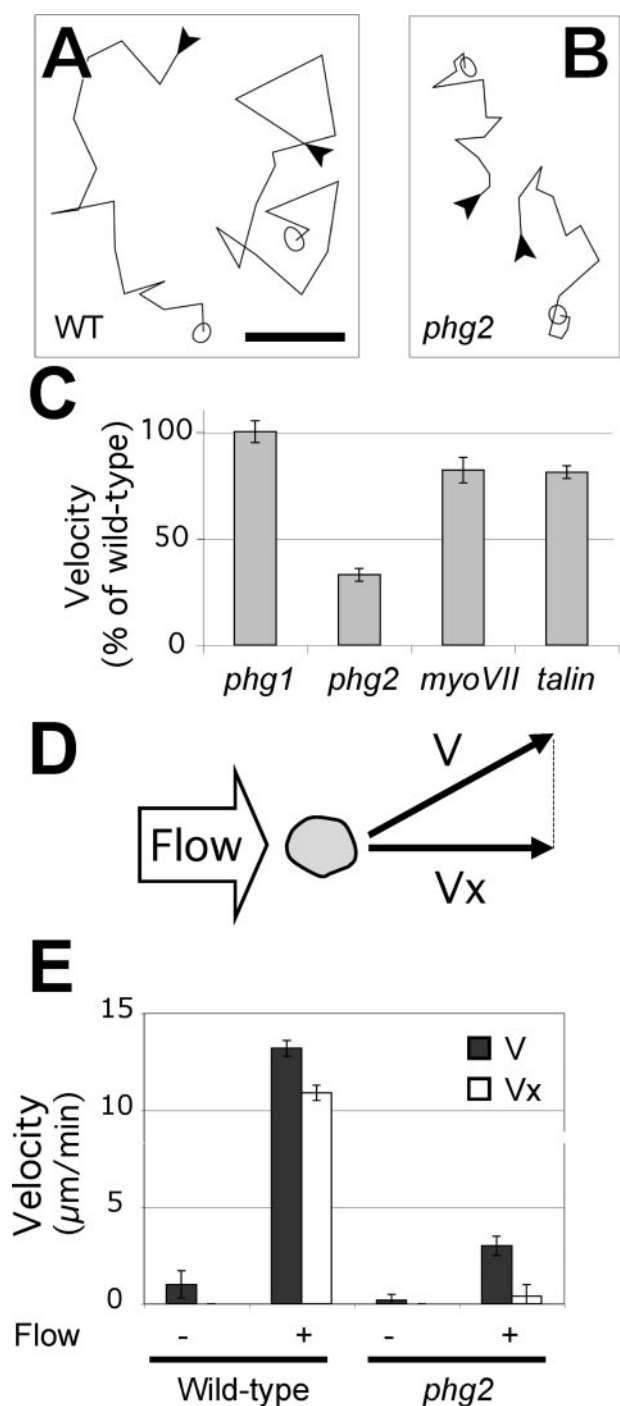 A
B
WT
phg2
C
Velocity
(% of wild-type)
100
50
0
phg1 phg2 myoVII talin
D
Flow
V
Vx
E
Velocity
(µm/min)
15
10
5
0
V
Vx
Flow - + - +
Wild-type phg2